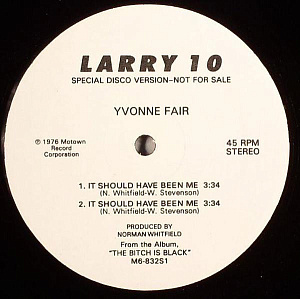 LARRY 10
SPECIAL DISCO VERSION-NOT FOR SALE
YVONNE FAIR
℗ 1976 Motown
Record
Corporation
45 RPM
STEREO
1. IT SHOULD HAVE BEEN ME 3:34
(N. Whitfield-W. Stevenson)
2. IT SHOULD HAVE BEEN ME 3:34
(N. Whitfield-W. Stevenson)
PRODUCED BY
NORMAN WHITFIELD
From the Album,
"THE BITCH IS BLACK"
M6-832S1